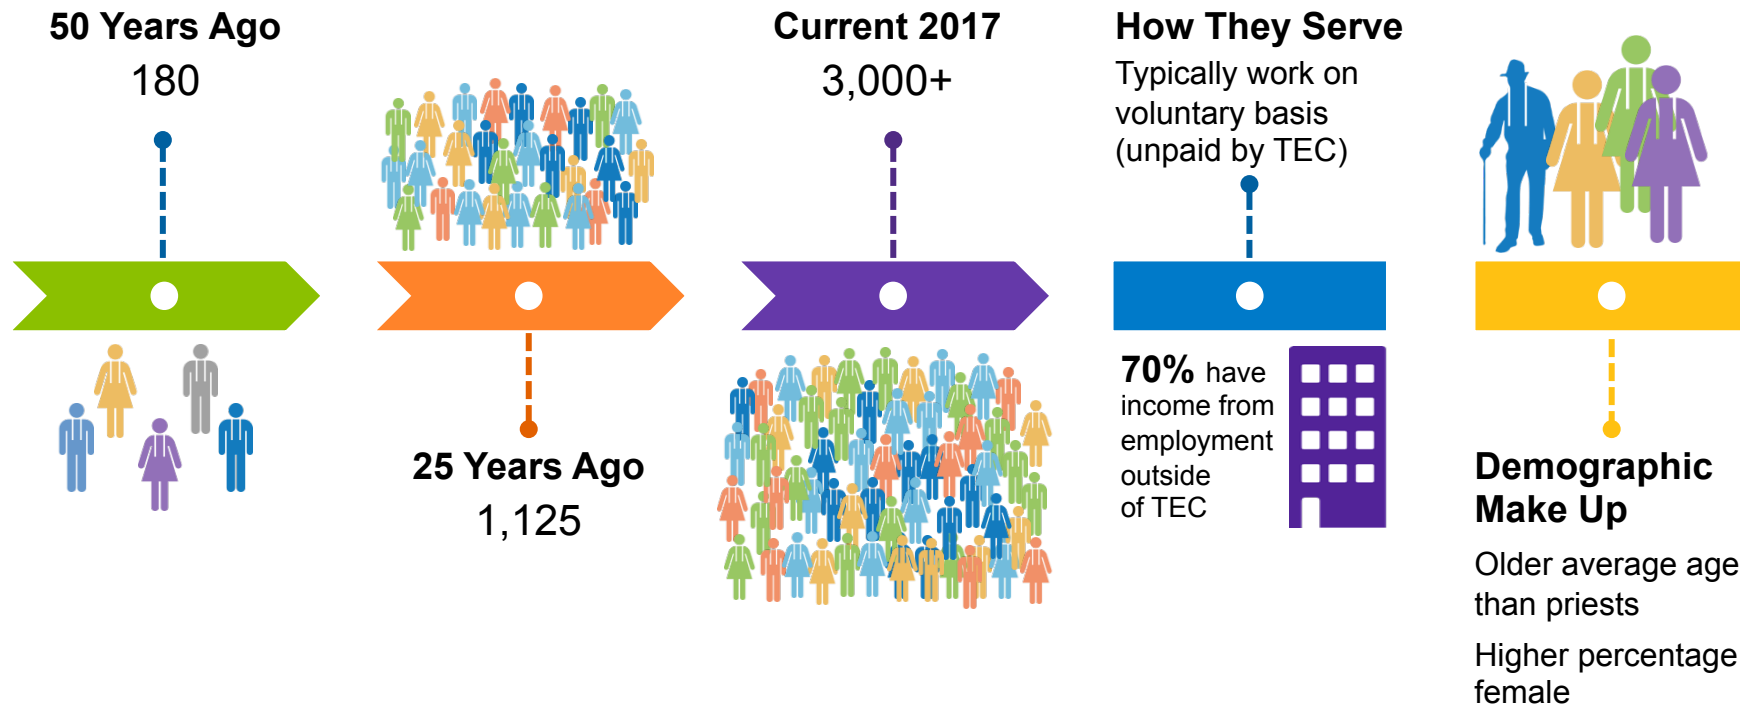 50 Years Ago
180
25 Years Ago
1,125
Current 2017
3,000+
How They Serve
Typically work on
voluntary basis
(unpaid by TEC)
70% have
income from
employment
outside
of TEC
Demographic
Make Up
Older average age
than priests
Higher percentage
female